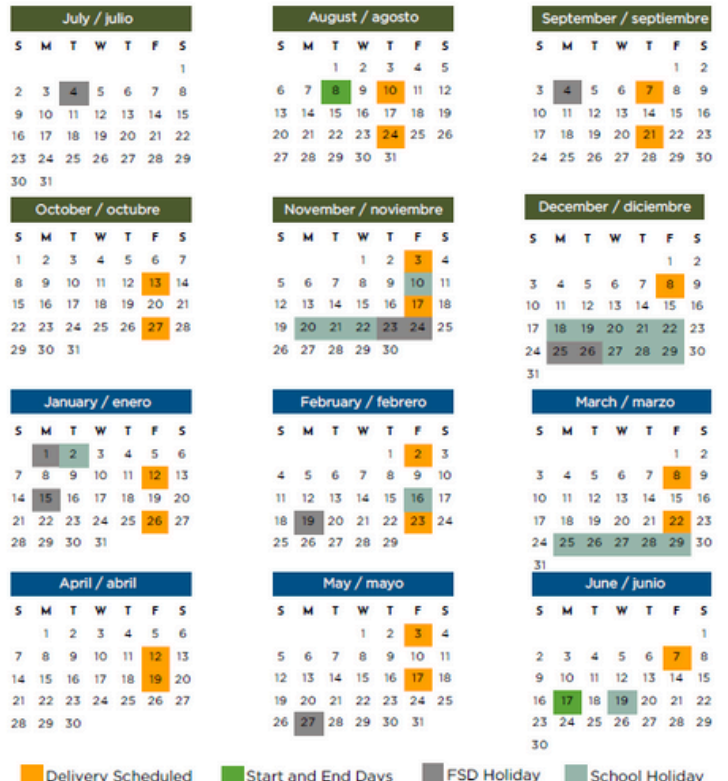 July / julio
S M T W T F S
1
2 3 4 5 6 7 8
9 10 11 12 13 14 15
16 17 18 19 20 21 22
23 24 25 26 27 28 29
30 31
August / agosto
S M T W T F S
1 2 3 4 5
6 7 8 9 10 11 12
13 14 15 16 17 18 19
20 21 22 23 24 25 26
27 28 29 30 31
September / septiembre
S M T W T F S
1 2
3 4 5 6 7 8 9
10 11 12 13 14 15 16
17 18 19 20 21 22 23
24 25 26 27 28 29 30
October / octubre
S M T W T F S
1 2 3 4 5 6 7
8 9 10 11 12 13 14
15 16 17 18 19 20 21
22 23 24 25 26 27 28
29 30 31
November / noviembre
S M T W T F S
1 2 3 4
5 6 7 8 9 10 11
12 13 14 15 16 17 18
19 20 21 22 23 24 25
26 27 28 29 30
December / diciembre
S M T W T F S
1 2
3 4 5 6 7 8 9
10 11 12 13 14 15 16
17 18 19 20 21 22 23
24 25 26 27 28 29 30
31
January / enero
S M T W T F S
1 2 3 4 5 6
7 8 9 10 11 12 13
14 15 16 17 18 19 20
21 22 23 24 25 26 27
28 29 30 31
February / febrero
S M T W T F S
1 2 3
4 5 6 7 8 9 10
11 12 13 14 15 16 17
18 19 20 21 22 23 24
25 26 27 28 29
March / marzo
S M T W T F S
1 2
3 4 5 6 7 8 9
10 11 12 13 14 15 16
17 18 19 20 21 22 23
24 25 26 27 28 29 30
31
April / abril
S M T W T F S
1 2 3 4 5 6
7 8 9 10 11 12 13
14 15 16 17 18 19 20
21 22 23 24 25 26 27
28 29 30
May / mayo
S M T W T F S
1 2 3 4
5 6 7 8 9 10 11
12 13 14 15 16 17 18
19 20 21 22 23 24 25
26 27 28 29 30 31
June / junio
S M T W T F S
1
2 3 4 5 6 7 8
9 10 11 12 13 14 15
16 17 18 19 20 21 22
23 24 25 26 27 28 29
30
Delivery Scheduled Start and End Days FSD Holiday School Holiday